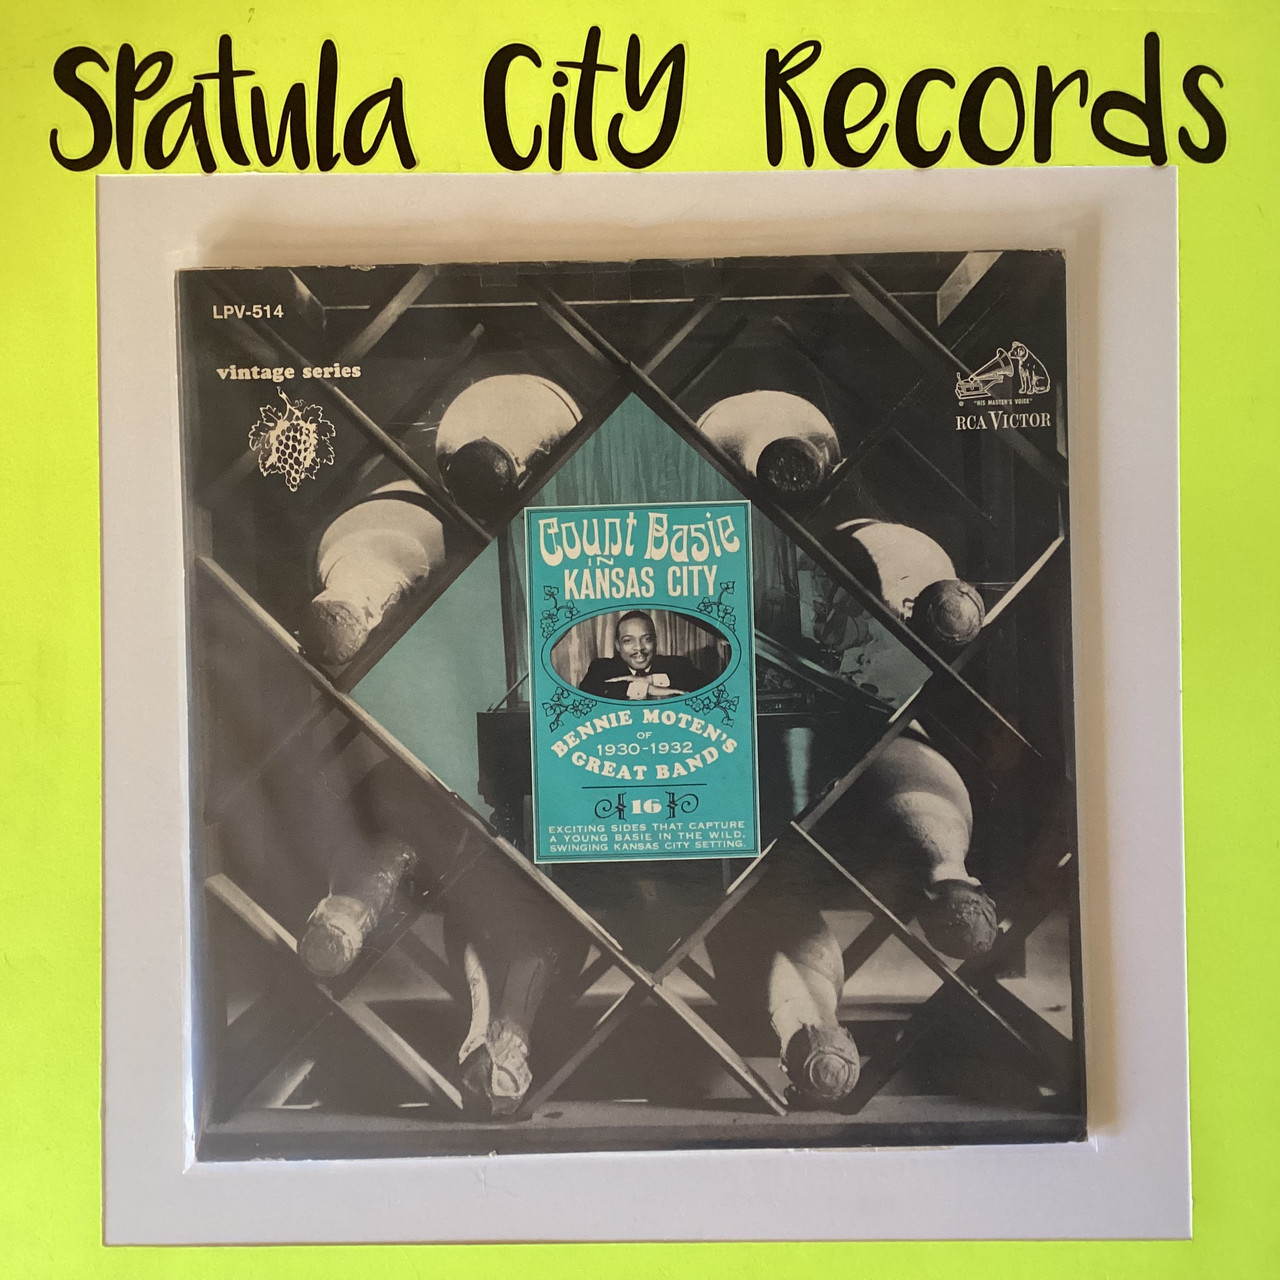 Spatula City Records
LPV-514
vintage series
"HIS MASTER'S VOICE"
RCA VICTOR
Count Basie
IN
KANSAS CITY
BENNIE MOTEN'S
OF
1930-1932
GREAT BAND
16
EXCITING SIDES THAT CAPTURE
A YOUNG BASIE IN THE WILD,
SWINGING KANSAS CITY SETTING.